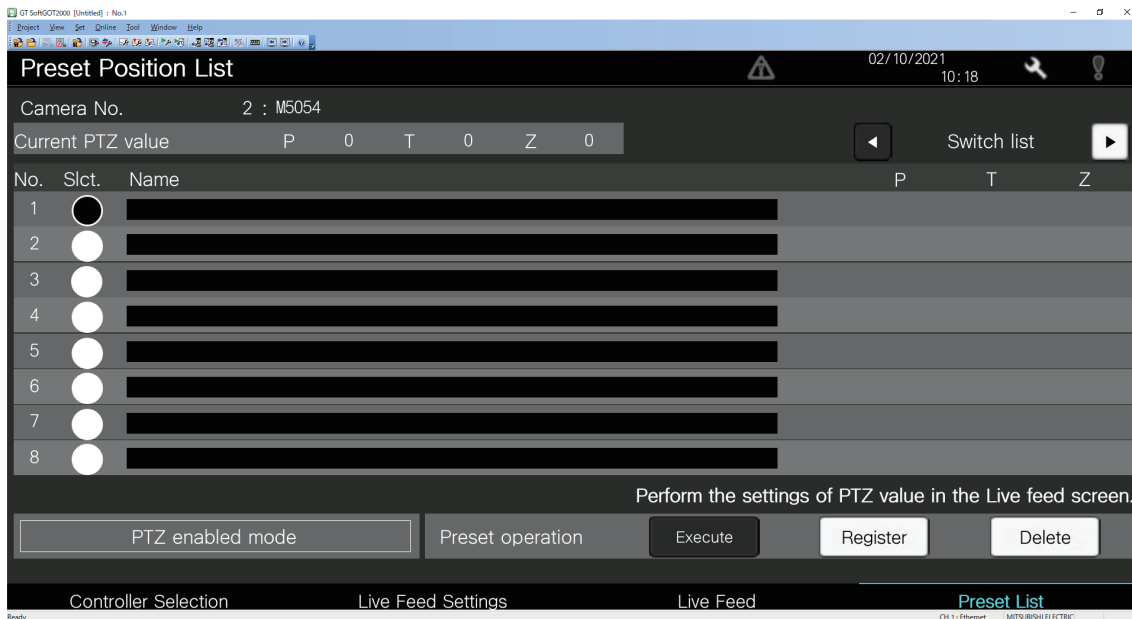 GT SoftGOT2000 [Untitled] : No.1
Project View Set Online Tool Window Help
Preset Position List
02/10/2021
10:18
Camera No. 2 : M5054
Current PTZ value P 0 T 0 Z 0
Switch list
No. Slct. Name P T Z
1
2
3
4
5
6
7
8
Perform the settings of PTZ value in the Live feed screen.
PTZ enabled mode Preset operation Execute Register Delete
Controller Selection Live Feed Settings Live Feed Preset List
Ready CH 1 : Ethernet MITSUBISHI ELECTRIC